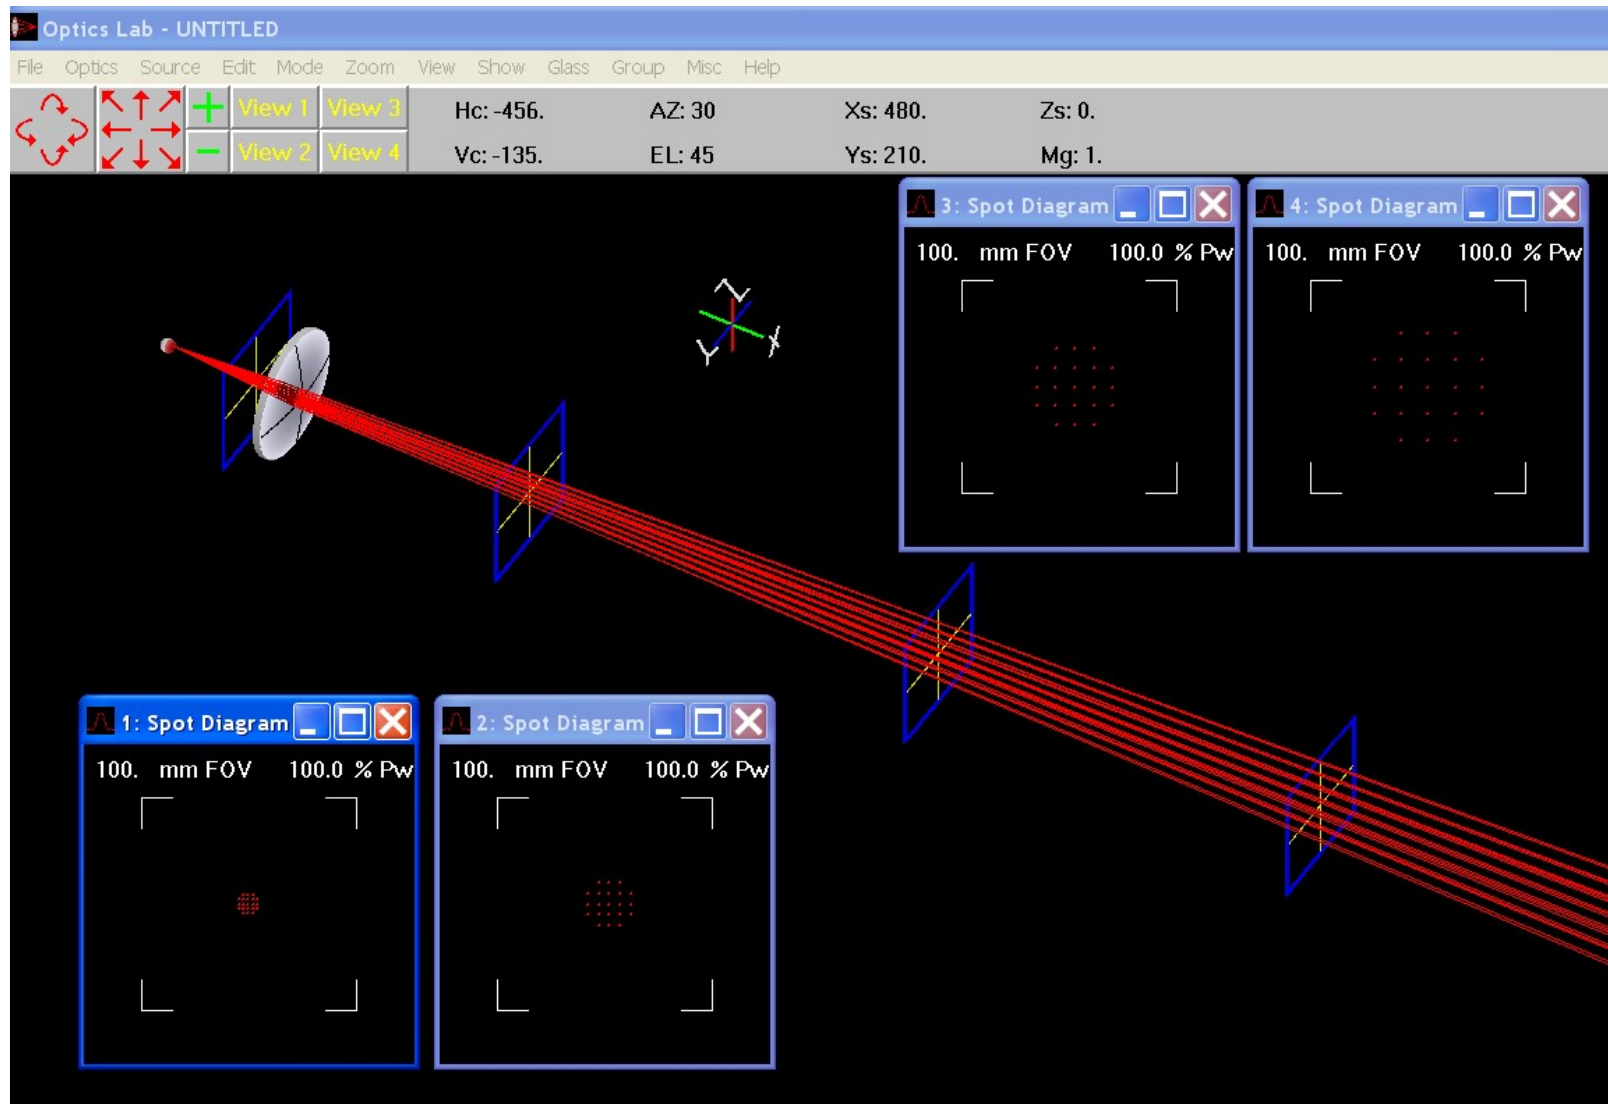 Optics Lab - UNTITLED
File Optics Source Edit Mode Zoom View Show Glass Group Misc Help
View 1 View 3 Hc: -456. AZ: 30 Xs: 480. Zs: 0.
View 2 View 4 Vc: -135. EL: 45 Ys: 210. Mg: 1.
3: Spot Diagram
100. mm FOV 100.0 % Pw
4: Spot Diagram
100. mm FOV 100.0 % Pw
Z
Y X
1: Spot Diagram
100. mm FOV 100.0 % Pw
2: Spot Diagram
100. mm FOV 100.0 % Pw